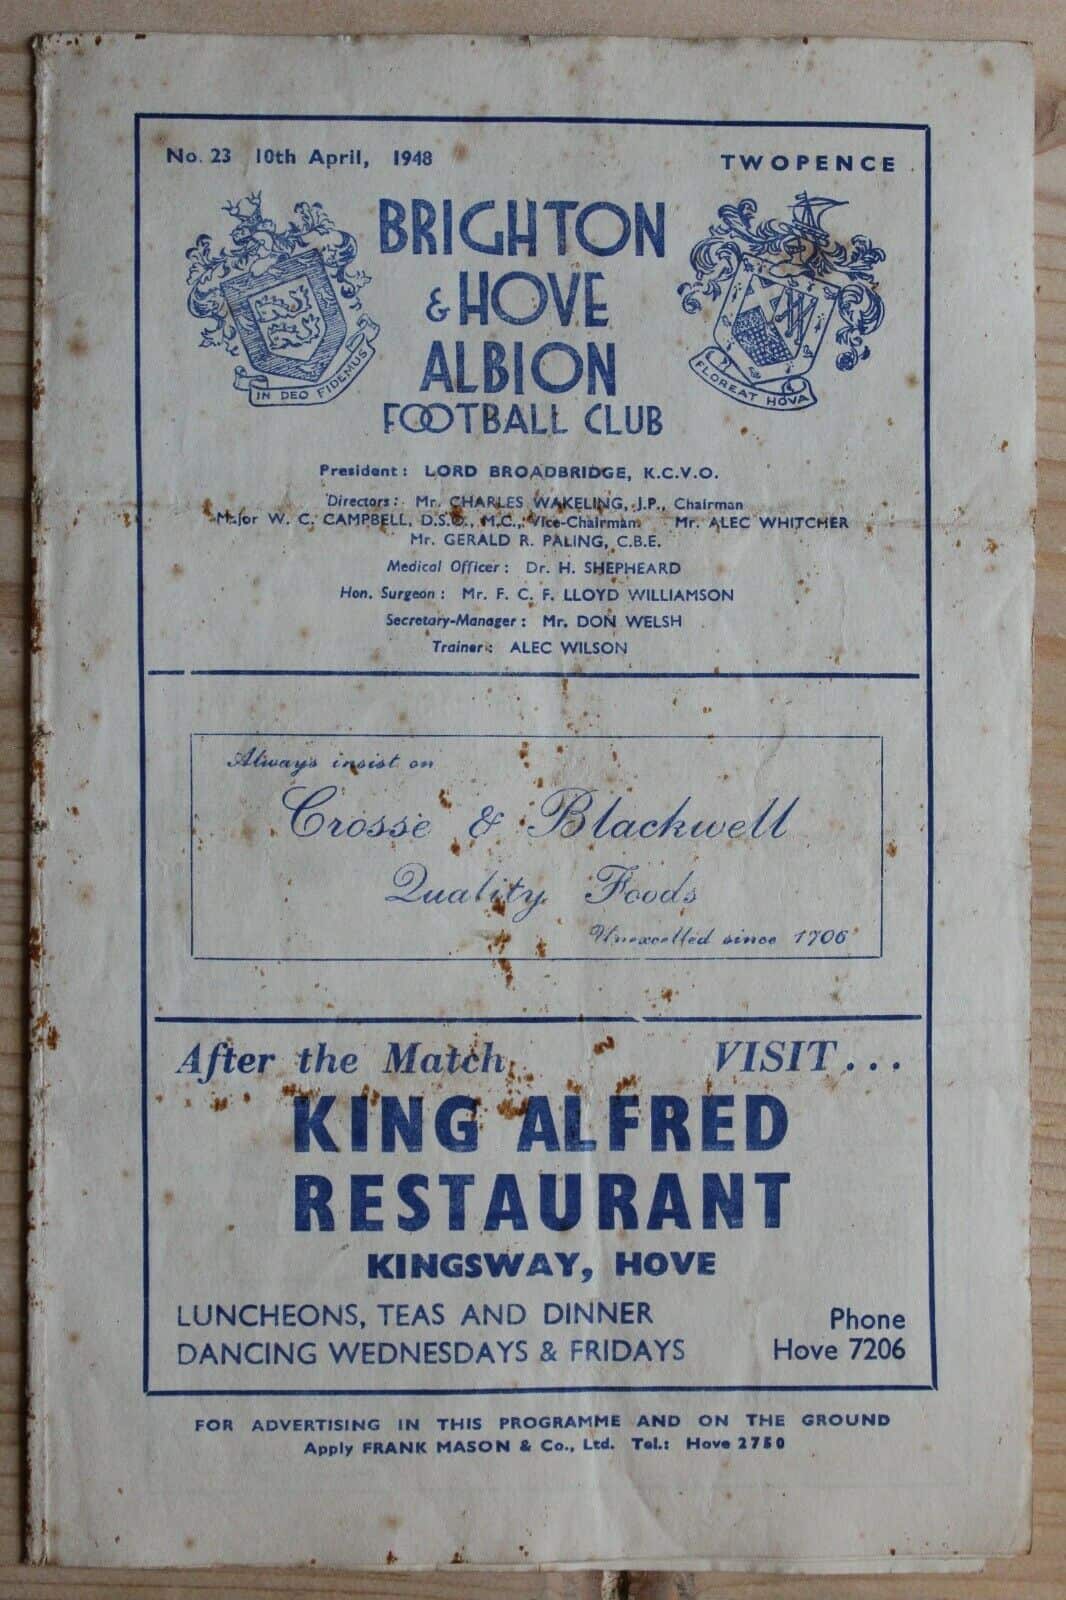 No. 23 10th April, 1948 TWOPENCE
BRIGHTON
& HOVE
ALBION
FOOTBALL CLUB
IN DEO FIDEMUS
FLOREAT HOVA
President: LORD BROADBRIDGE, K.C.V.O.
Directors: Mr. CHARLES WAKELING, J.P., Chairman
Major W. C. CAMPBELL, D.S.O., M.C., Vice-Chairman Mr. ALEC WHITCHER
Mr. GERALD R. PALING, C.B.E.
Medical Officer: Dr. H. SHEPHEARD
Hon. Surgeon: Mr. F. C. F. LLOYD WILLIAMSON
Secretary-Manager: Mr. DON WELSH
Trainer: ALEC WILSON
Always insist on
Crosse & Blackwell
Quality Foods
Unexcelled since 1706
After the Match VISIT...
KING ALFRED
RESTAURANT
KINGSWAY, HOVE
LUNCHEONS, TEAS AND DINNER Phone
DANCING WEDNESDAYS & FRIDAYS Hove 7206
FOR ADVERTISING IN THIS PROGRAMME AND ON THE GROUND
Apply FRANK MASON & Co., Ltd. Tel.: Hove 2750